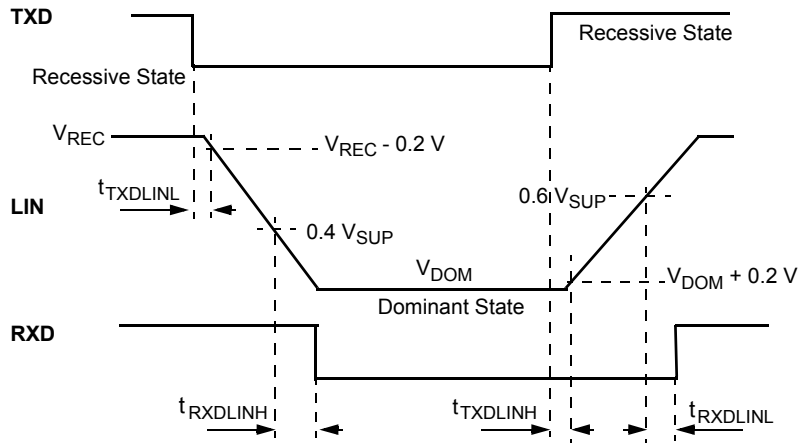 TXD
Recessive State
Recessive State
VREC
VREC - 0.2 V
tTXDLINL
0.6 VSUP
LIN
0.4 VSUP
VDOM
VDOM + 0.2 V
Dominant State
RXD
tRXDLINH
tTXDLINH
tRXDLINL